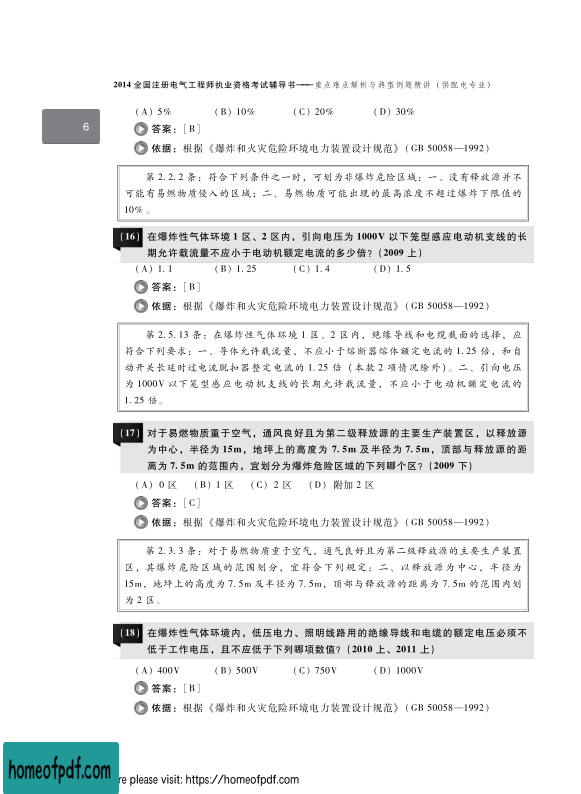 2014 全国注册电气工程师执业资格考试辅导书——重点难点解析与典型例题精讲（供配电专业）
6
（A）5% （B）10% （C）20% （D）30%
答案：［B］
依据：根据《爆炸和火灾危险环境电力装置设计规范》（GB 50058—1992）
第 2. 2. 2 条：符合下列条件之一时，可划为非爆炸危险区域：一、没有释放源并不
可能有易燃物质侵入的区域；二、易燃物质可能出现的最高浓度不超过爆炸下限值的
10% 。
(16) 在爆炸性气体环境 1 区、2 区内，引向电压为 1000V 以下笼型感应电动机支线的长
期允许载流量不应小于电动机额定电流的多少倍？（2009 上）
（A）1. 1 （B）1. 25 （C）1. 4 （D）1. 5
答案：［B］
依据：根据《爆炸和火灾危险环境电力装置设计规范》（GB 50058—1992）
第 2. 5. 13 条：在爆炸性气体环境 1 区、2 区内，绝缘导线和电缆截面的选择，应
符合下列要求：一、导体允许载流量，不应小于熔断器熔体额定电流的 1. 25 倍，和自
动开关长延时过电流脱扣器整定电流的 1. 25 倍（本款 2 项情况除外）。二、引向电压
为 1000V 以下笼型感应电动机支线的长期允许载流量，不应小于电动机额定电流的
1. 25 倍。
(17) 对于易燃物质重于空气，通风良好且为第二级释放源的主要生产装置区，以释放源
为中心，半径为 15m，地坪上的高度为 7. 5m 及半径为 7. 5m，顶部与释放源的距
离为 7. 5m 的范围内，宜划分为爆炸危险区域的下列哪个区？（2009 下）
（A）0 区 （B）1 区 （C）2 区 （D）附加 2 区
答案：［C］
依据：根据《爆炸和火灾危险环境电力装置设计规范》（GB 50058—1992）
第 2. 3. 3 条：对于易燃物质重于空气，通气良好且为第二级释放源的主要生产装置
区，其爆炸危险区域的范围划分，宜符合下列规定：二、以释放源为中心，半径为
15m，地坪上的高度为 7. 5m 及半径为 7. 5m，顶部与释放源的距离为 7. 5m 的范围内划
为 2 区。
(18) 在爆炸性气体环境内，低压电力、照明线路用的绝缘导线和电缆的额定电压必须不
低于工作电压，且不应低于下列哪项数值？（2010 上、2011 上）
（A）400V （B）500V （C）750V （D）1000V
答案：［B］
依据：根据《爆炸和火灾危险环境电力装置设计规范》（GB 50058—1992）
homeofpdf.com
re please visit: https://homeofpdf.com